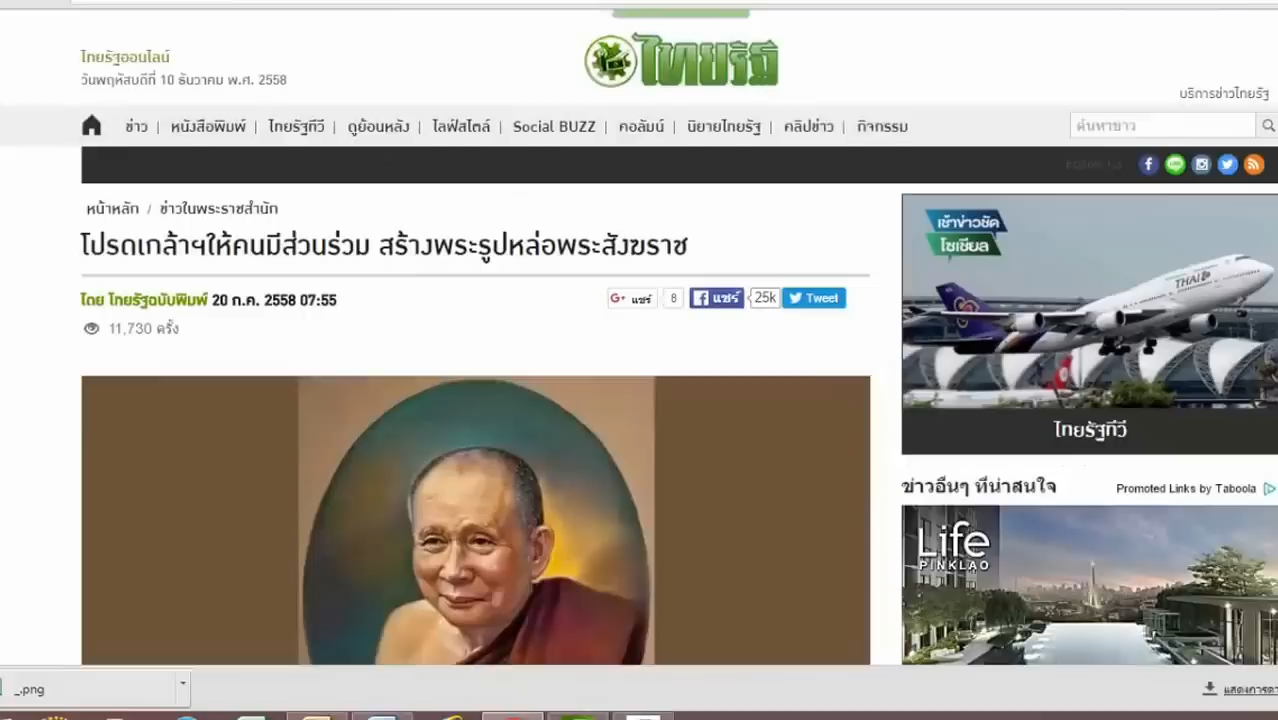 ไทยรัฐออนไลน์
วันพฤหัสบดีที่ 10 ธันวาคม พ.ศ. 2558
ไทยรัฐ
บริการข่าวไทยรัฐ
ข่าว | หนังสือพิมพ์ | ไทยรัฐทีวี | ดูย้อนหลัง | ไลฟ์สไตล์ | Social BUZZ | คอลัมน์ | นิยายไทยรัฐ | คลิปข่าว | กิจกรรม
ค้นหาข่าว
หน้าหลัก / ข่าวในพระราชสำนัก
โปรดเกล้าฯให้คนมีส่วนร่วม สร้างพระรูปหล่อพระสังฆราช
โดย ไทยรัฐฉบับพิมพ์ 20 ก.ค. 2558 07:55
G+ แชร์ 8 แชร์ 25k Tweet
11,730 ครั้ง
เช้าข่าวชัด
โซเชียล
THAI
ไทยรัฐทีวี
ข่าวอื่นๆ ที่น่าสนใจ
Promoted Links by Taboola
Life
PINKLAO
_.png